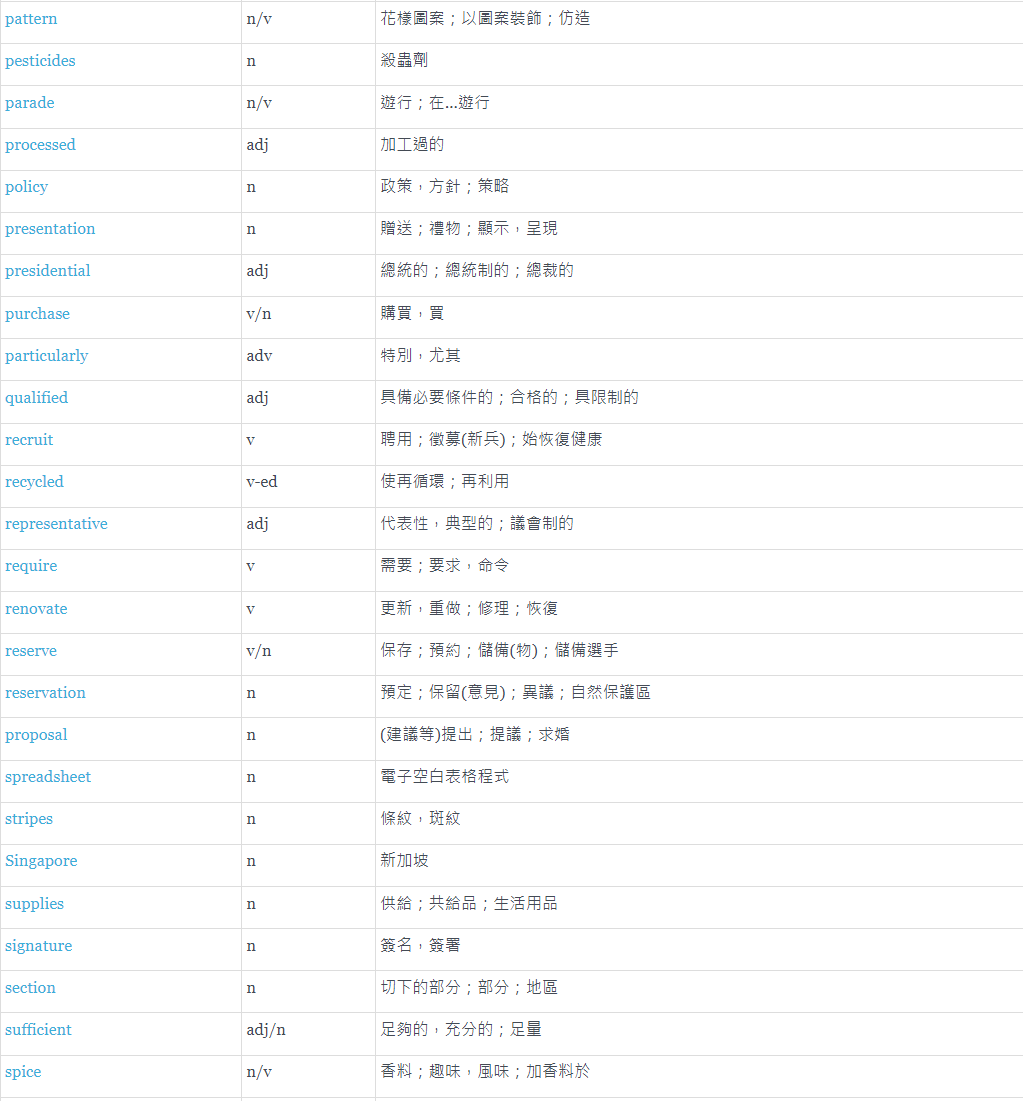 pattern n/v 花樣圖案；以圖案裝飾；仿造
pesticides n 殺蟲劑
parade n/v 遊行；在...遊行
processed adj 加工過的
policy n 政策，方針；策略
presentation n 贈送；禮物；顯示，呈現
presidential adj 總統的；總統制的；總裁的
purchase v/n 購買，買
particularly adv 特別，尤其
qualified adj 具備必要條件的；合格的；具限制的
recruit v 聘用；徵募(新兵)；始恢復健康
recycled v-ed 使再循環；再利用
representative adj 代表性，典型的；議會制的
require v 需要；要求，命令
renovate v 更新，重做；修理；恢復
reserve v/n 保存；預約；儲備(物)；儲備選手
reservation n 預定；保留(意見)；異議；自然保護區
proposal n (建議等)提出；提議；求婚
spreadsheet n 電子空白表格程式
stripes n 條紋，斑紋
Singapore n 新加坡
supplies n 供給；共給品；生活用品
signature n 簽名，簽署
section n 切下的部分；部分；地區
sufficient adj/n 足夠的，充分的；足量
spice n/v 香料；趣味，風味；加香料於